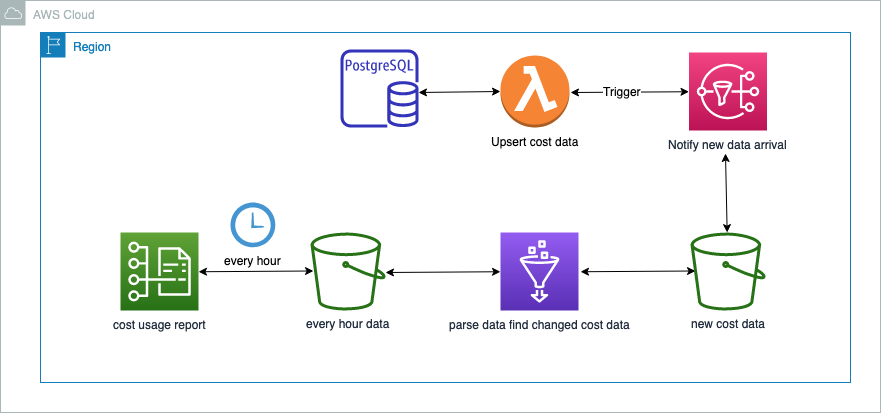 AWS Cloud
Region
PostgreSQL
Trigger
Upsert cost data
Notify new data arrival
every hour
cost usage report
every hour data
parse data find changed cost data
new cost data